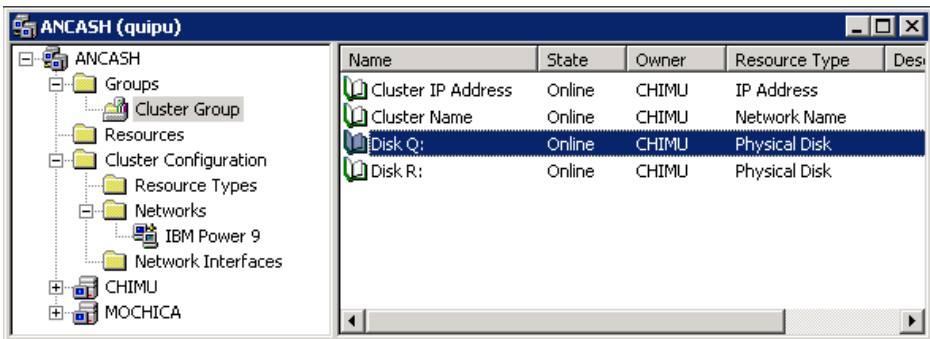 ANCASH (quipu)
ANCASH
Groups
Cluster Group
Resources
Cluster Configuration
Resource Types
Networks
IBM Power 9
Network Interfaces
CHIMU
MOCHICA
Name State Owner Resource Type Des
Cluster IP Address Online CHIMU IP Address
Cluster Name Online CHIMU Network Name
Disk Q: Online CHIMU Physical Disk
Disk R: Online CHIMU Physical Disk